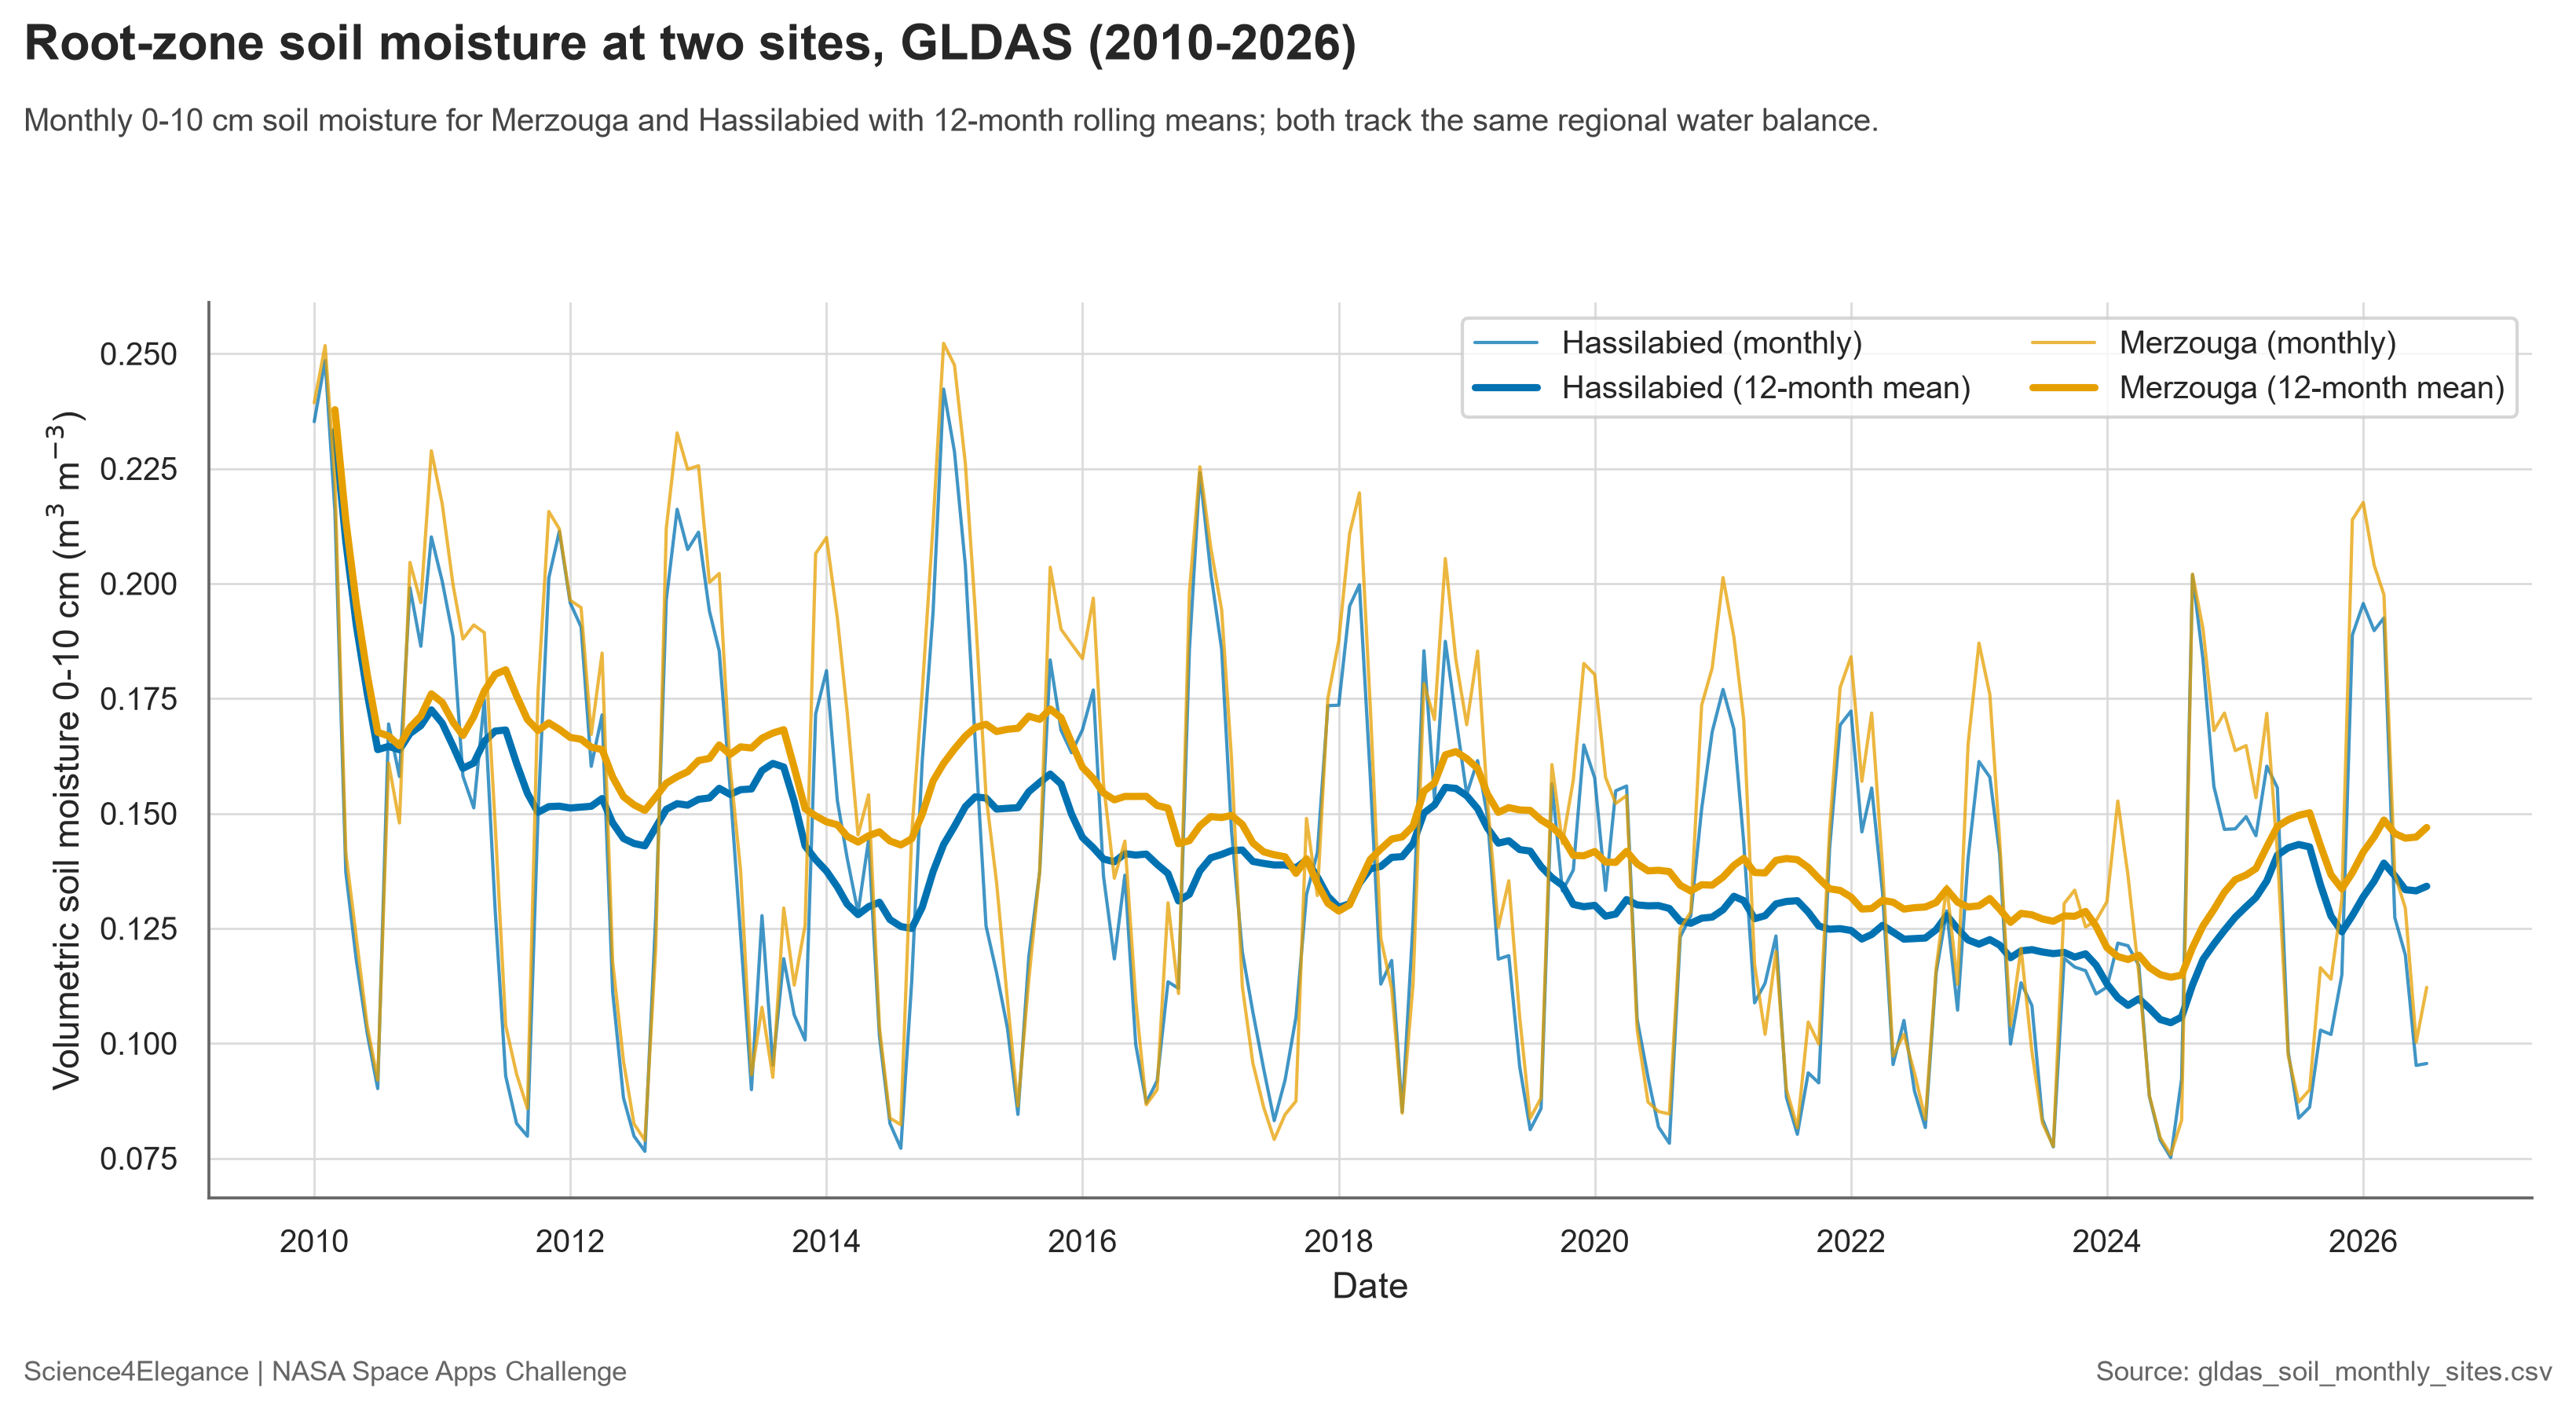 Root-zone soil moisture at two sites, GLDAS (2010-2026)
Monthly 0-10 cm soil moisture for Merzouga and Hassilabied with 12-month rolling means; both track the same regional water balance.
Hassilabied (monthly)
Hassilabied (12-month mean)
Merzouga (monthly)
Merzouga (12-month mean)
Volumetric soil moisture 0-10 cm (m³ m⁻³)
0.250
0.225
0.200
0.175
0.150
0.125
0.100
0.075
2010 2012 2014 2016 2018 2020 2022 2024 2026
Date
Science4Elegance | NASA Space Apps Challenge
Source: gldas_soil_monthly_sites.csv